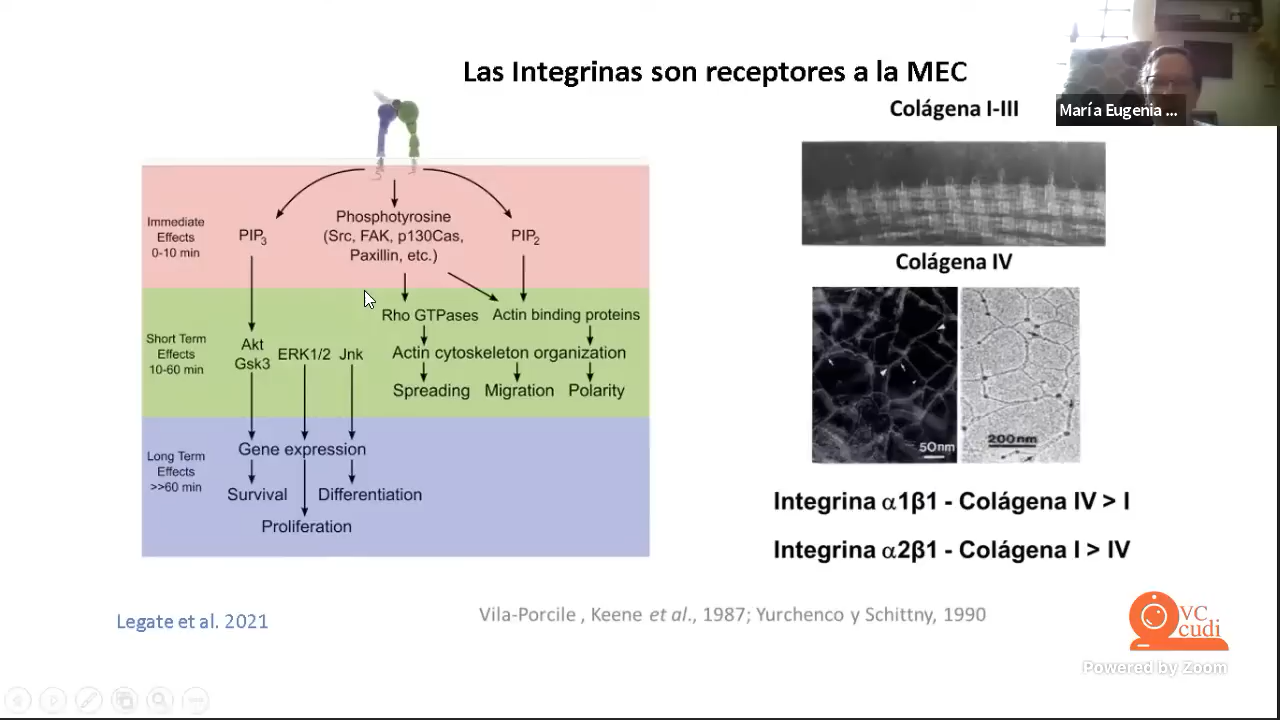 Las Integrinas son receptores a la MEC
María Eugenia ...
Colágena I-III
Colágena IV
50nm
200nm
Integrina α1β1 - Colágena IV > I
Integrina α2β1 - Colágena I > IV
Immediate
Effects
0-10 min
PIP3
Phosphotyrosine
(Src, FAK, p130Cas,
Paxillin, etc.)
PIP2
Short Term
Effects
10-60 min
Akt
Gsk3
ERK1/2
Jnk
Rho GTPases
Actin binding proteins
Actin cytoskeleton organization
Spreading
Migration
Polarity
Long Term
Effects
>>60 min
Gene expression
Survival
Differentiation
Proliferation
Legate et al. 2021
Vila-Porcile , Keene et al., 1987; Yurchenco y Schittny, 1990
VC
cudi
Powered by Zoom